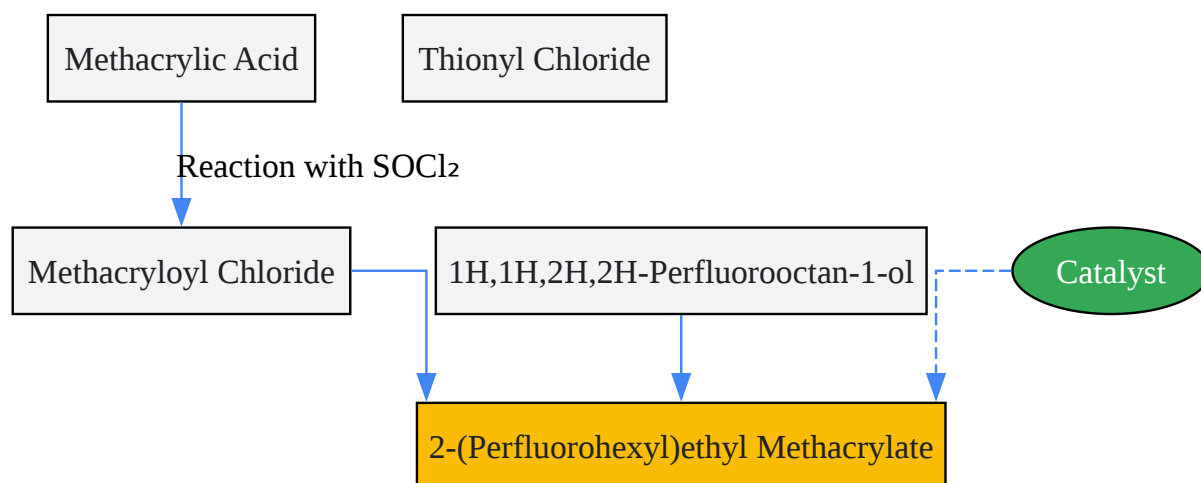 Methacrylic Acid
Thionyl Chloride
Reaction with SOCl₂
Methacryloyl Chloride
1H,1H,2H,2H-Perfluorooctan-1-ol
Catalyst
2-(Perfluorohexyl)ethyl Methacrylate